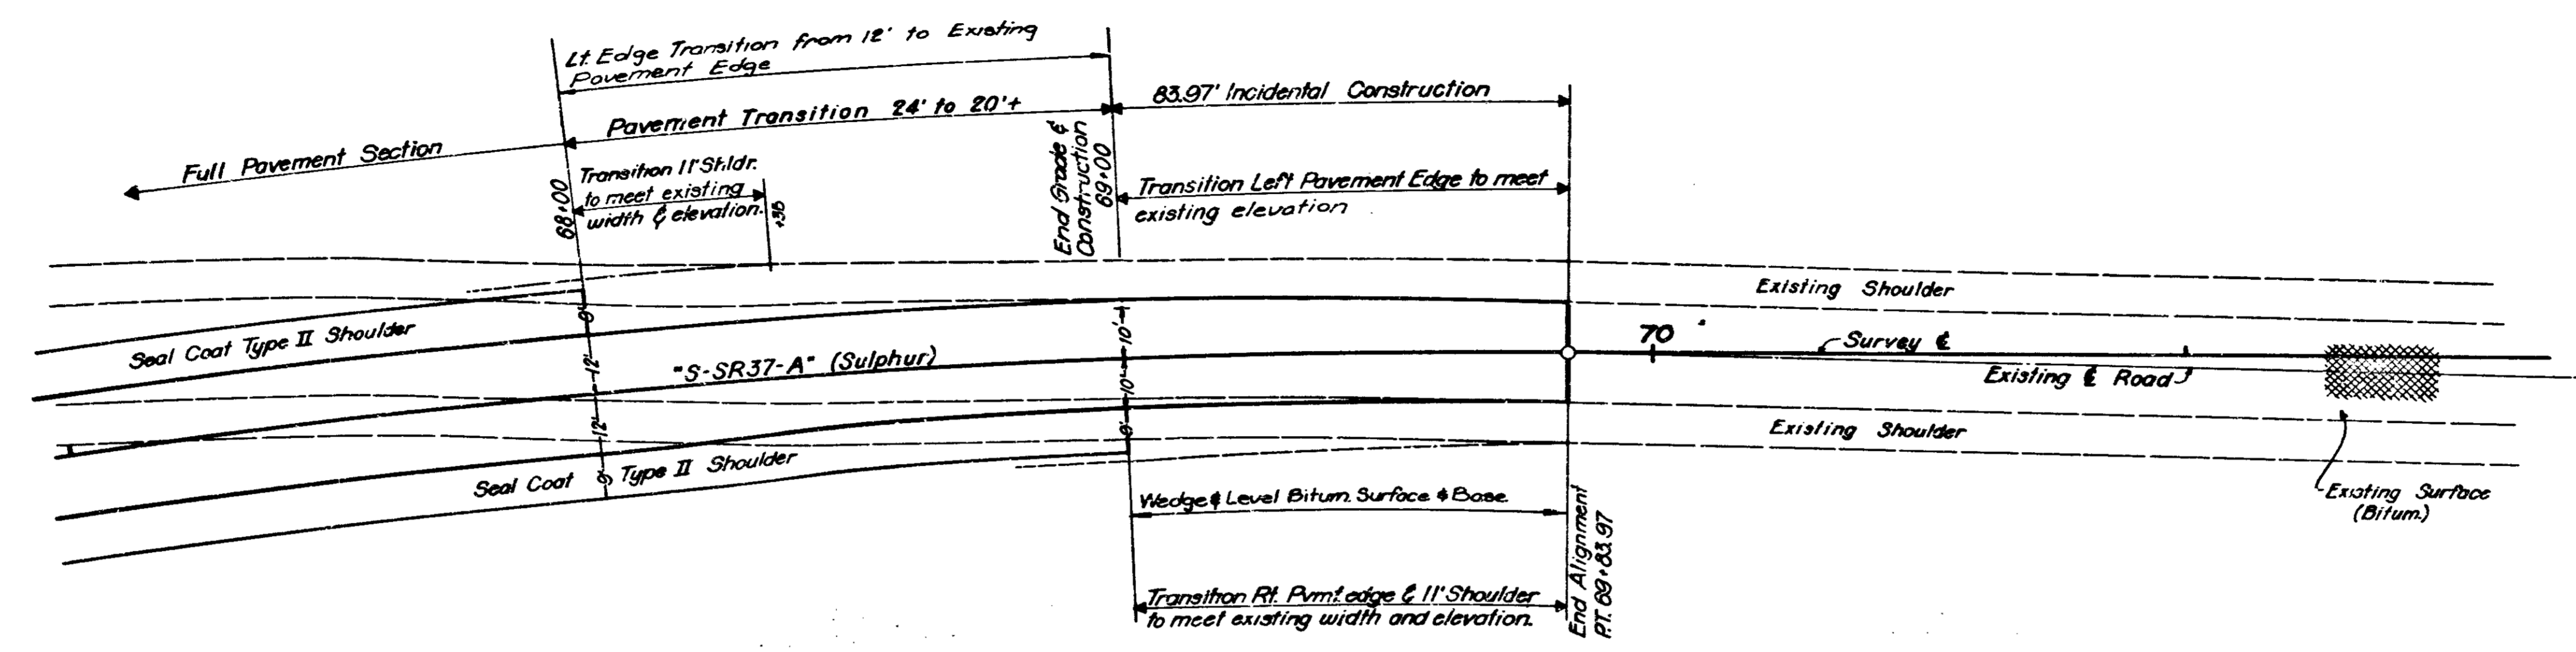 Lt. Edge Transition from 12' to Existing
Pavement Edge
Pavement Transition 24' to 20'+
83.97' Incidental Construction
Full Pavement Section
68+00
Transition 11' Shldr.
to meet existing
width & elevation.
End Grade &
Construction
69+00
Transition Left Pavement Edge to meet
existing elevation
Existing Shoulder
9'
Seal Coat Type II Shoulder
12'
"S-SR37-A" (Sulphur)
10'
10'
70
Survey ℄
Existing ℄ Road
12'
9'
9'
Seal Coat Type II Shoulder
Existing Shoulder
Wedge & Level Bitum. Surface & Base
Existing Surface
(Bitum.)
End Alignment
P.T. 69+83.97
Transition Rt. Pvm't edge & 11' Shoulder
to meet existing width and elevation.